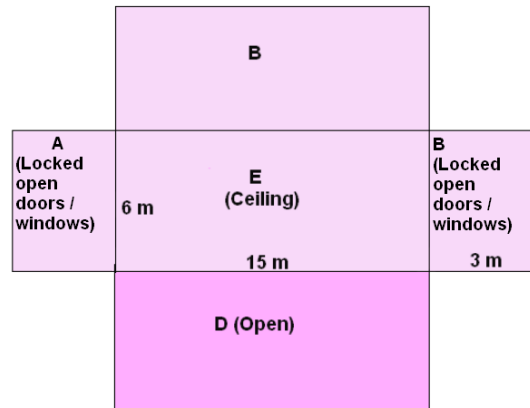 B
A
(Locked
open
doors /
windows)
6 m
E
(Ceiling)
15 m
B
(Locked
open
doors /
windows)
3 m
D (Open)